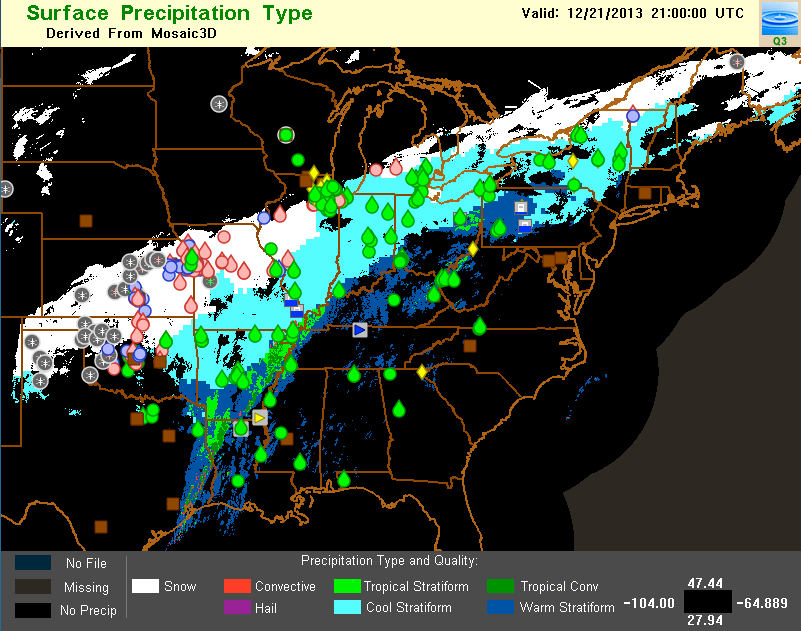 Surface Precipitation Type
Derived From Mosaic3D
Valid: 12/21/2013 21:00:00 UTC
Q3
Precipitation Type and Quality:
No File
Missing
No Precip
Snow
Convective
Hail
Tropical Stratiform
Cool Stratiform
Tropical Conv
Warm Stratiform
47.44
-104.00
-64.889
27.94